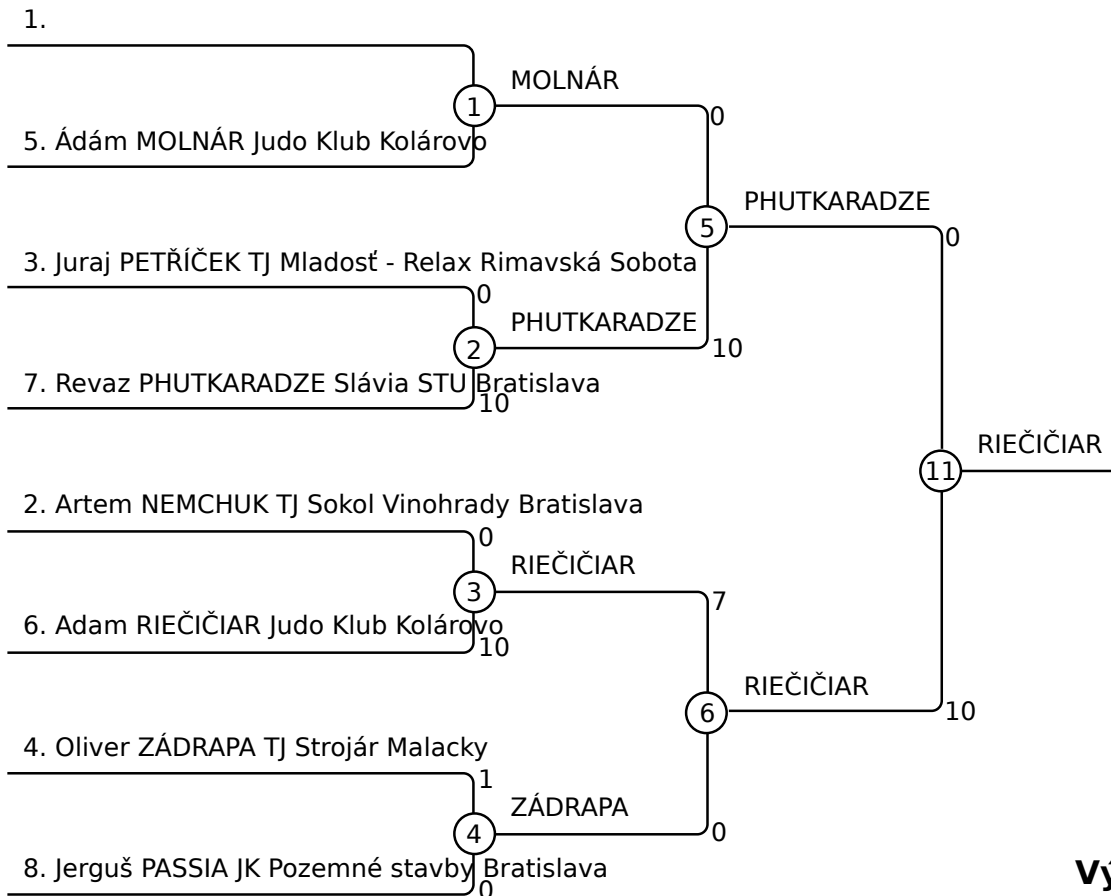 1.
MOLNÁR
1
0
5. Ádám MOLNÁR Judo Klub Kolárovo
PHUTKARADZE
5
0
3. Juraj PETŘÍČEK TJ Mladosť - Relax Rimavská Sobota
0
PHUTKARADZE
2
10
7. Revaz PHUTKARADZE Slávia STU Bratislava
10
RIEČIČIAR
11
2. Artem NEMCHUK TJ Sokol Vinohrady Bratislava
0
RIEČIČIAR
3
7
6. Adam RIEČIČIAR Judo Klub Kolárovo
10
RIEČIČIAR
6
10
4. Oliver ZÁDRAPA TJ Strojár Malacky
1
ZÁDRAPA
4
0
8. Jerguš PASSIA JK Pozemné stavby Bratislava
0
Vý